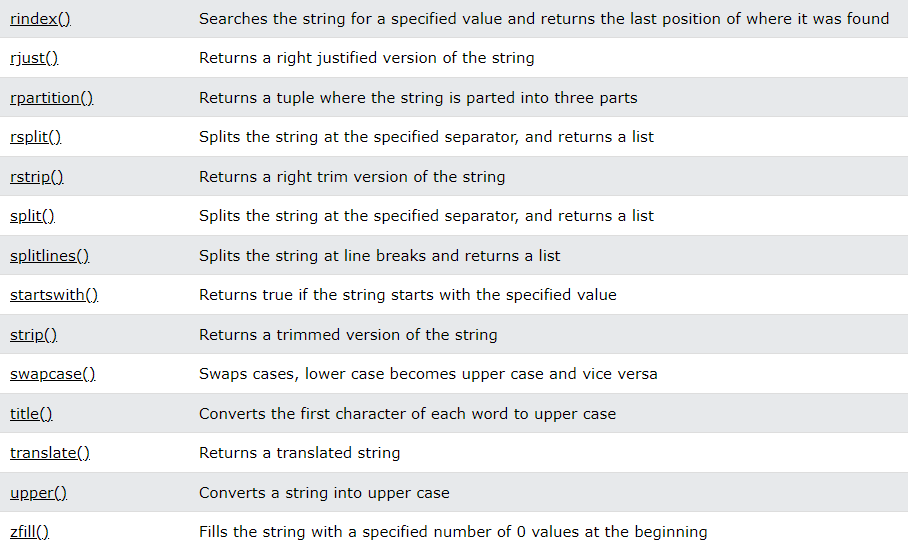 rindex() Searches the string for a specified value and returns the last position of where it was found
rjust() Returns a right justified version of the string
rpartition() Returns a tuple where the string is parted into three parts
rsplit() Splits the string at the specified separator, and returns a list
rstrip() Returns a right trim version of the string
split() Splits the string at the specified separator, and returns a list
splitlines() Splits the string at line breaks and returns a list
startswith() Returns true if the string starts with the specified value
strip() Returns a trimmed version of the string
swapcase() Swaps cases, lower case becomes upper case and vice versa
title() Converts the first character of each word to upper case
translate() Returns a translated string
upper() Converts a string into upper case
zfill() Fills the string with a specified number of 0 values at the beginning